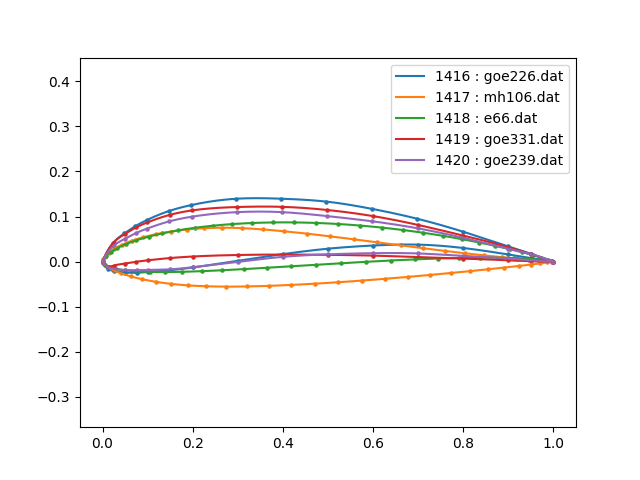 0.4
0.3
0.2
0.1
0.0
−0.1
−0.2
−0.3
0.0 0.2 0.4 0.6 0.8 1.0
1416 : goe226.dat
1417 : mh106.dat
1418 : e66.dat
1419 : goe331.dat
1420 : goe239.dat